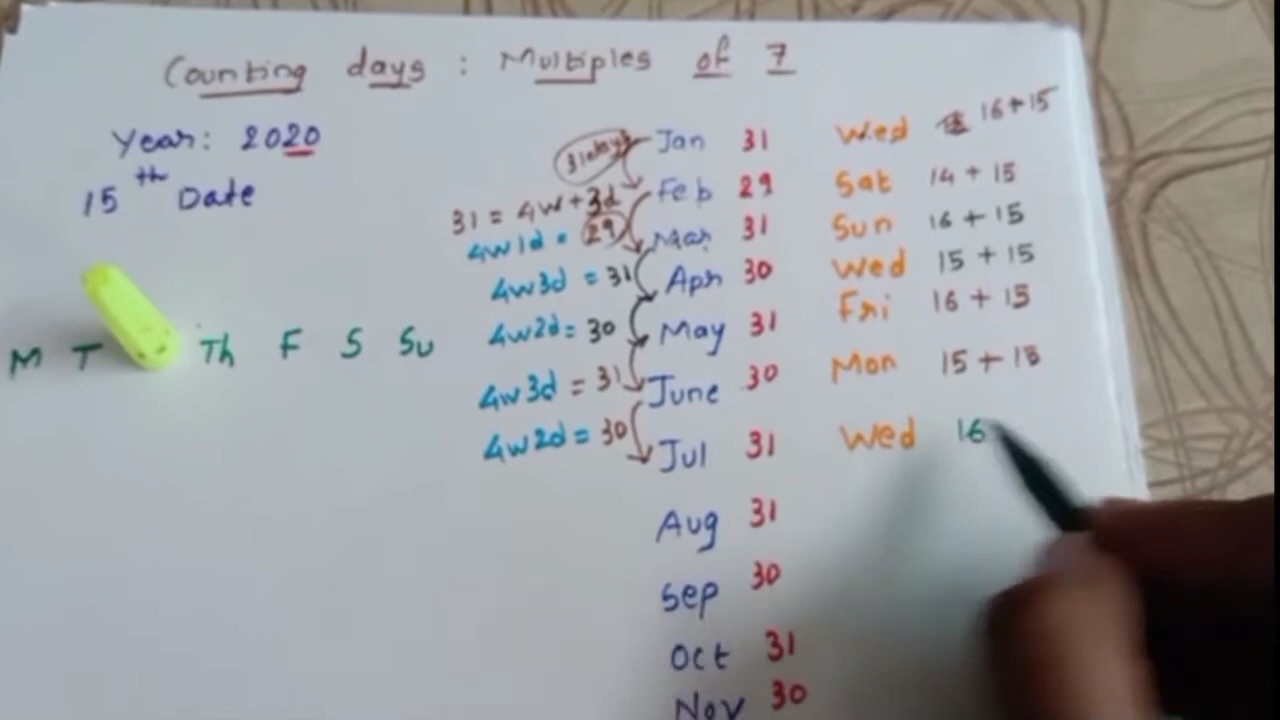 Counting days : Multiples of 7
Year: 2020
15th Date
31days Jan 31 Wed 16+15
31 = 4w+3d Feb 29 Sat 14 + 15
4w1d = 29 Mar 31 Sun 16 + 15
4w3d = 31 Apr 30 Wed 15 + 15
4w2d = 30 May 31 Fri 16 + 15
M T Th F S Su
4w3d = 31 June 30 Mon 15 + 15
4w2d = 30 Jul 31 Wed 16
Aug 31
Sep 30
Oct 31
Nov 30